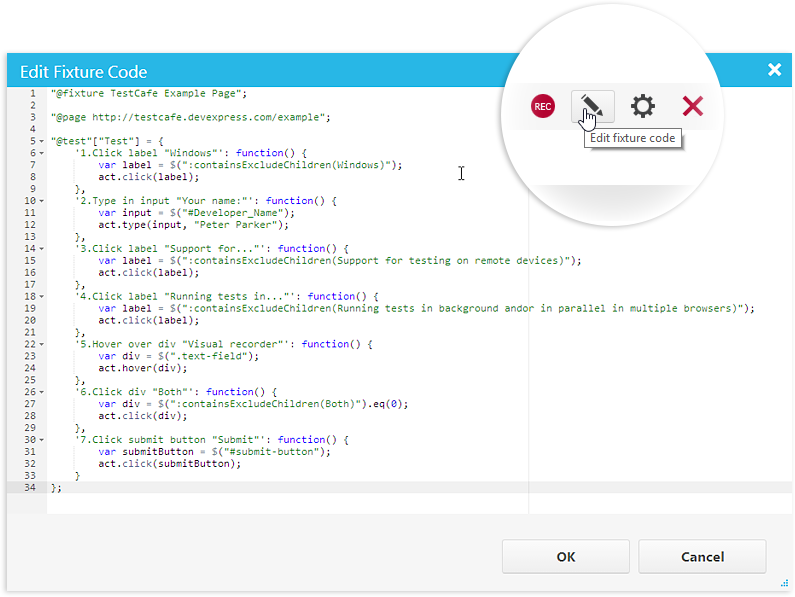 Edit Fixture Code
REC
Edit fixture code
1 "@fixture TestCafe Example Page";
2
3 "@page http://testcafe.devexpress.com/example";
4
5 "@test"["Test"] = {
6 '1.Click label "Windows"': function() {
7 var label = $(":containsExcludeChildren(Windows)");
8 act.click(label);
9 },
10 '2.Type in input "Your name:"': function() {
11 var input = $("#Developer_Name");
12 act.type(input, "Peter Parker");
13 },
14 '3.Click label "Support for..."': function() {
15 var label = $(":containsExcludeChildren(Support for testing on remote devices)");
16 act.click(label);
17 },
18 '4.Click label "Running tests in..."': function() {
19 var label = $(":containsExcludeChildren(Running tests in background andor in parallel in multiple browsers)");
20 act.click(label);
21 },
22 '5.Hover over div "Visual recorder"': function() {
23 var div = $(".text-field");
24 act.hover(div);
25 },
26 '6.Click div "Both"': function() {
27 var div = $(":containsExcludeChildren(Both)").eq(0);
28 act.click(div);
29 },
30 '7.Click submit button "Submit"': function() {
31 var submitButton = $("#submit-button");
32 act.click(submitButton);
33 }
34 };
OK
Cancel